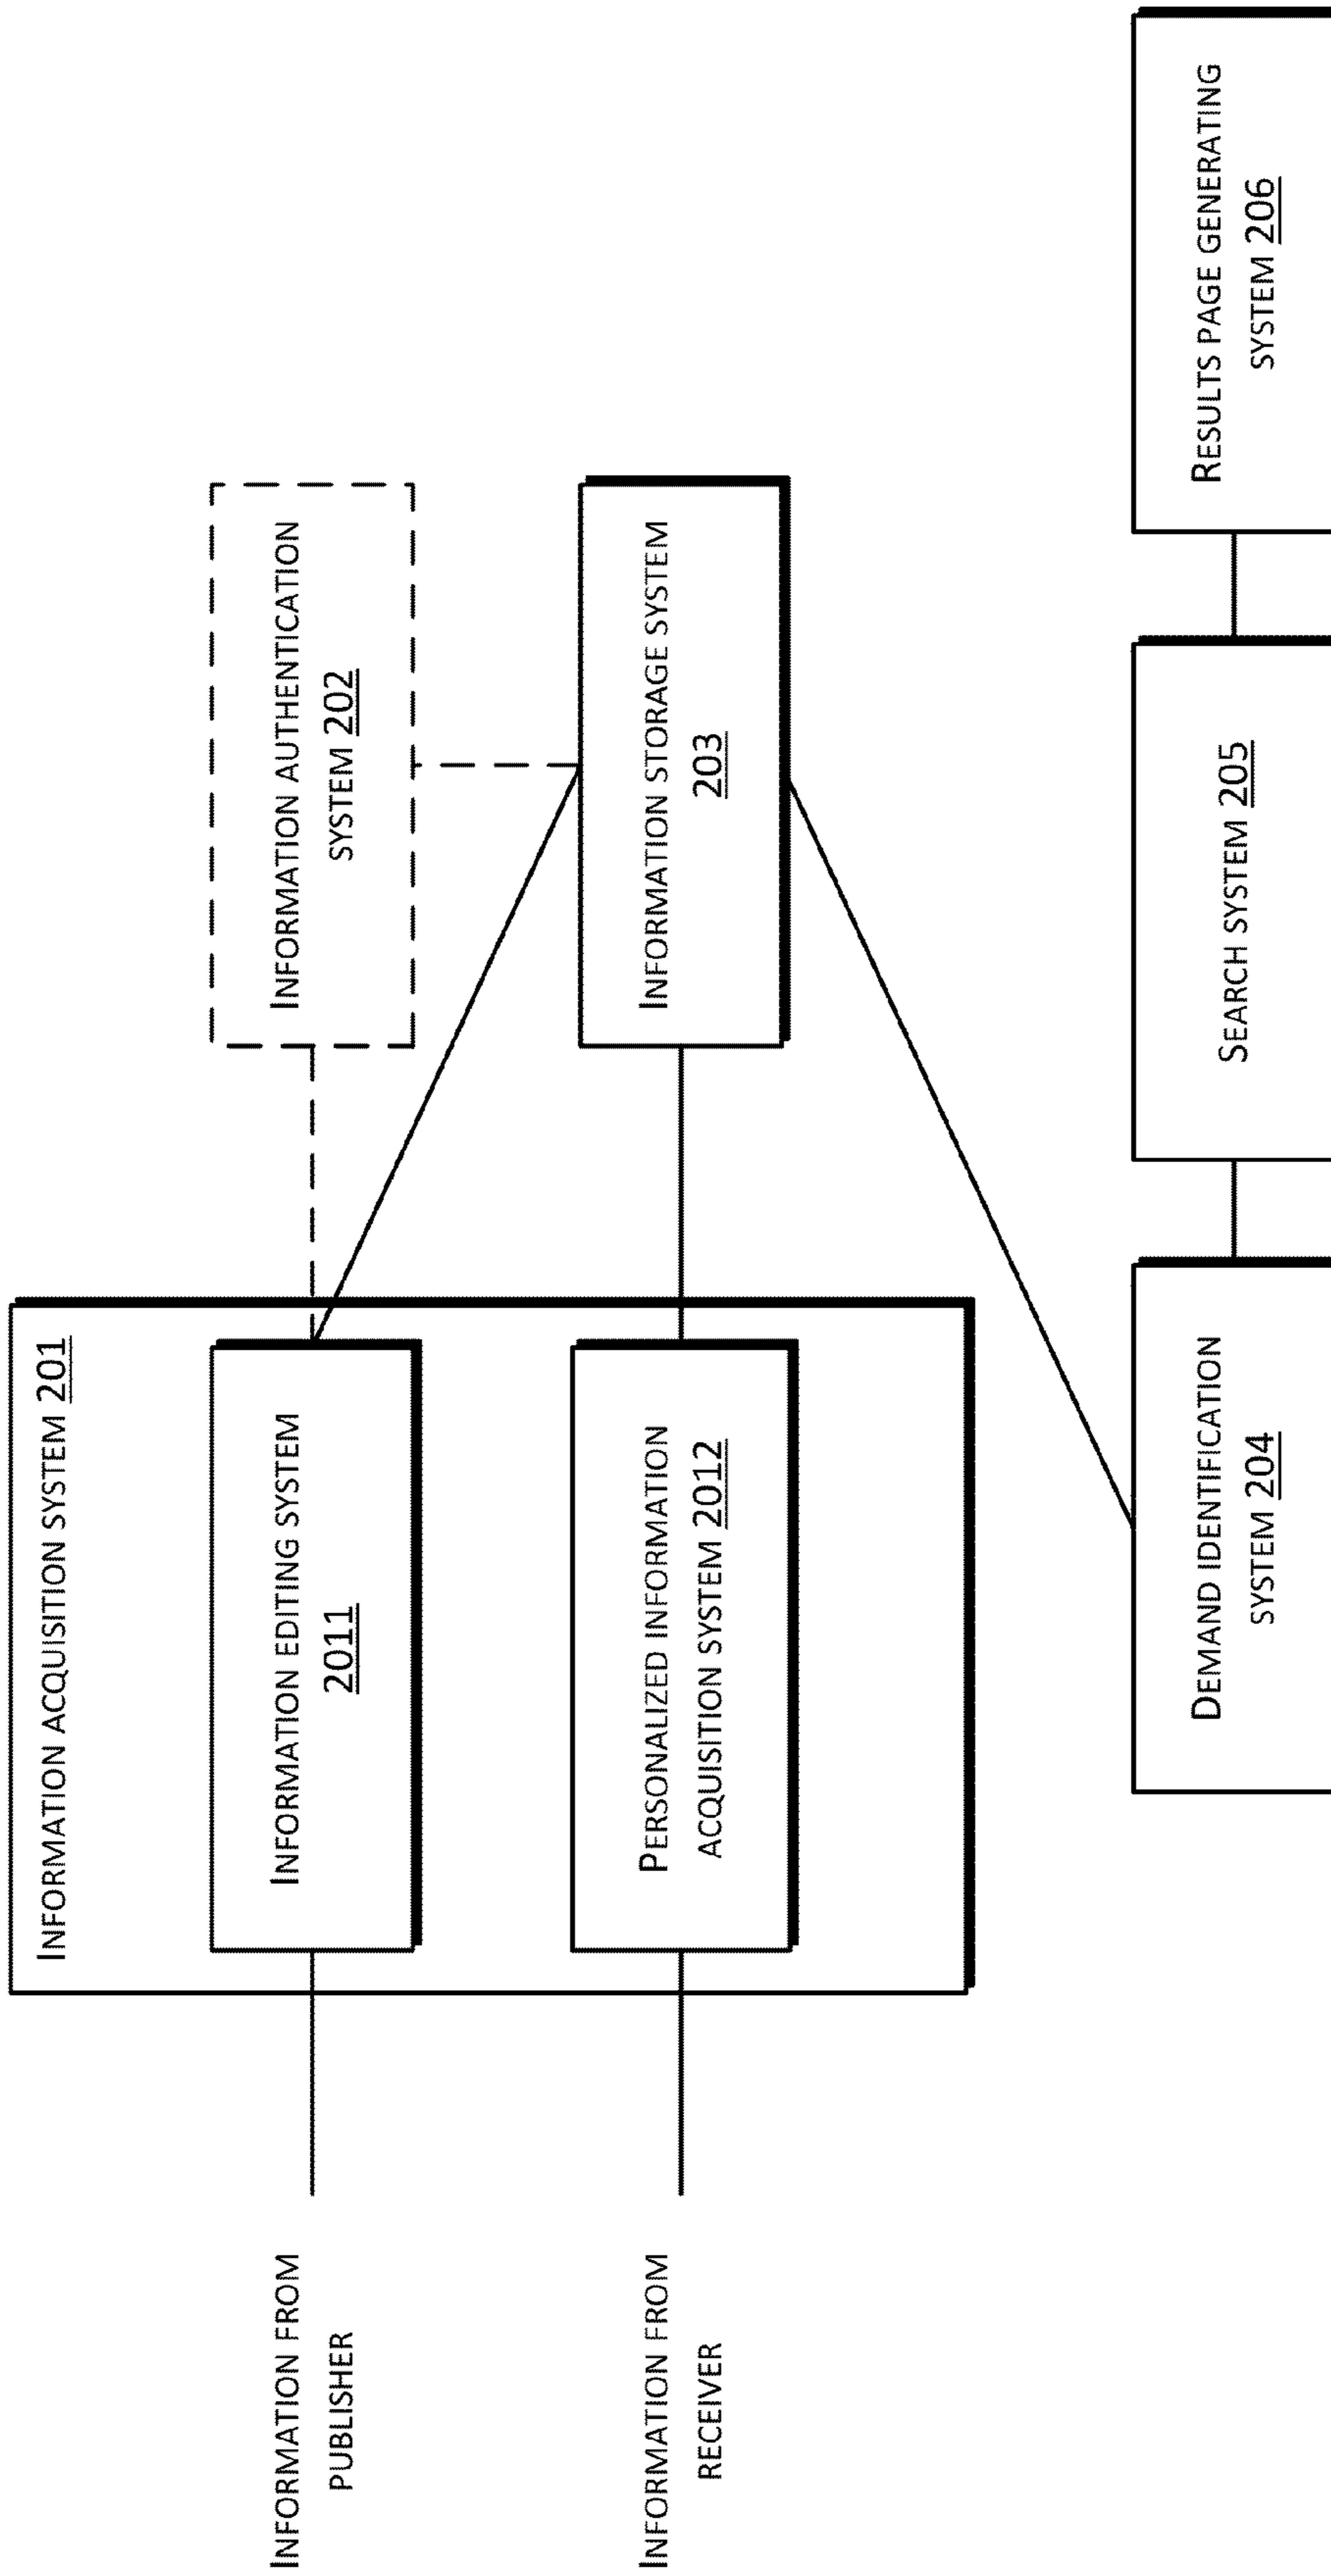 INFORMATION ACQUISITION SYSTEM 201
INFORMATION FROM
PUBLISHER
INFORMATION EDITING SYSTEM
2011
INFORMATION AUTHENTICATION
SYSTEM 202
INFORMATION FROM
RECEIVER
PERSONALIZED INFORMATION
ACQUISITION SYSTEM 2012
INFORMATION STORAGE SYSTEM
203
DEMAND IDENTIFICATION
SYSTEM 204
SEARCH SYSTEM 205
RESULTS PAGE GENERATING
SYSTEM 206